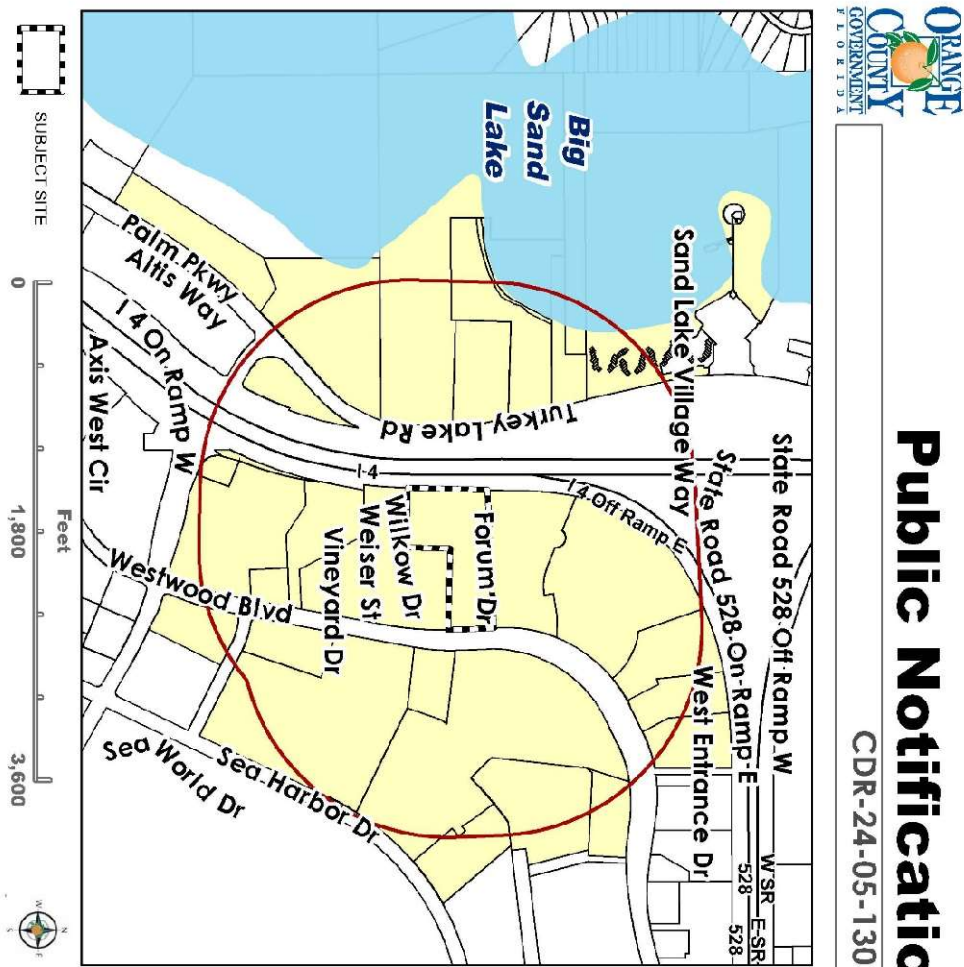 ORANGE
COUNTY
GOVERNMENT
FLORIDA
Public Notificatio
CDR-24-05-130
Big
Sand
Lake
Sand Lake Village Way
State Road 528 Off Ramp W
State Road 528 On Ramp E
W SR
528
E-SR
528
West Entrance Dr
I 4 Off Ramp E
Turkey Lake Rd
I-4
Forum Dr
Wilkow Dr
Weiser St
Vineyard Dr
Palm Pkwy
Altis Way
I 4 On Ramp W
Axis West Cir
Westwood Blvd
Sea Harbor Dr
Sea World Dr
SUBJECT SITE
Feet
0
1,800
3,600
N
W
E
S